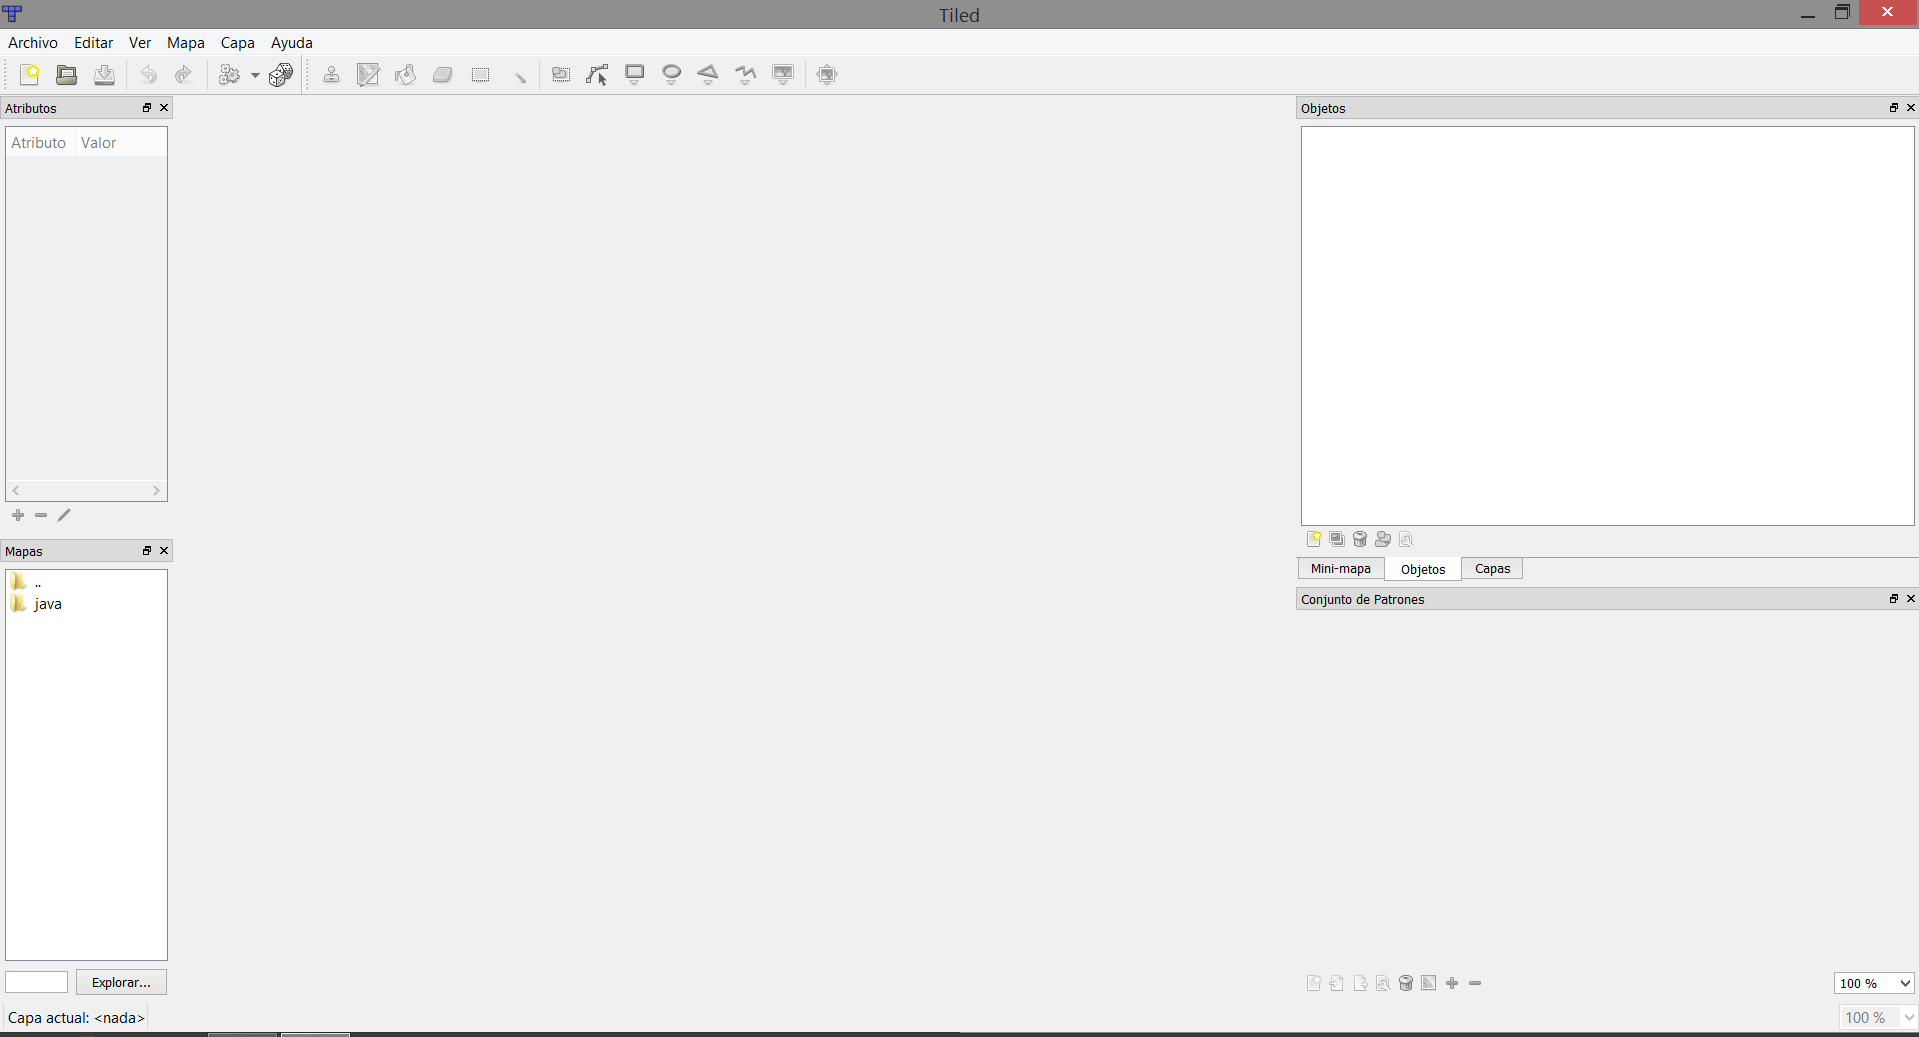 Tiled
Archivo Editar Ver Mapa Capa Ayuda
Atributos
Atributo Valor
Mapas
..
java
Explorar...
Capa actual: <nada>
Objetos
Mini-mapa Objetos Capas
Conjunto de Patrones
100 %
100 %